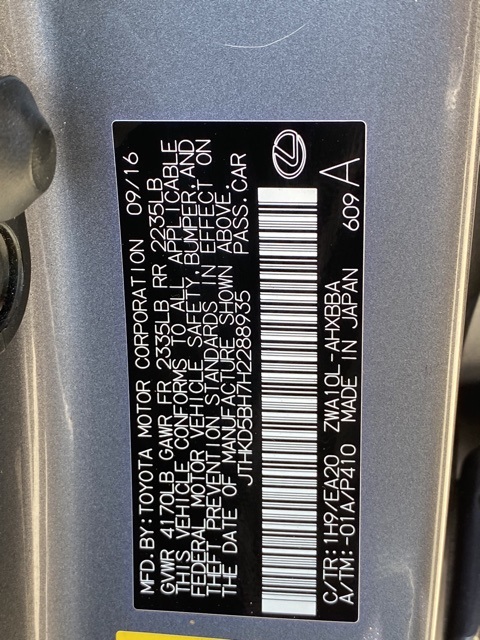 MFD. BY: TOYOTA MOTOR CORPORATION 09/16
GVWR 4170LB GAWR FR 2335LB RR 2235LB
THIS VEHICLE CONFORMS TO ALL APPLICABLE
FEDERAL MOTOR VEHICLE SAFETY, BUMPER, AND
THEFT PREVENTION STANDARDS IN EFFECT ON
THE DATE OF MANUFACTURE SHOWN ABOVE.
JTHKD5BH7H2288935 PASS. CAR
C/TR: 1H9/EA20 ZWA10L-AHXBBA 609
A/TM: -01A/P410 MADE IN JAPAN A